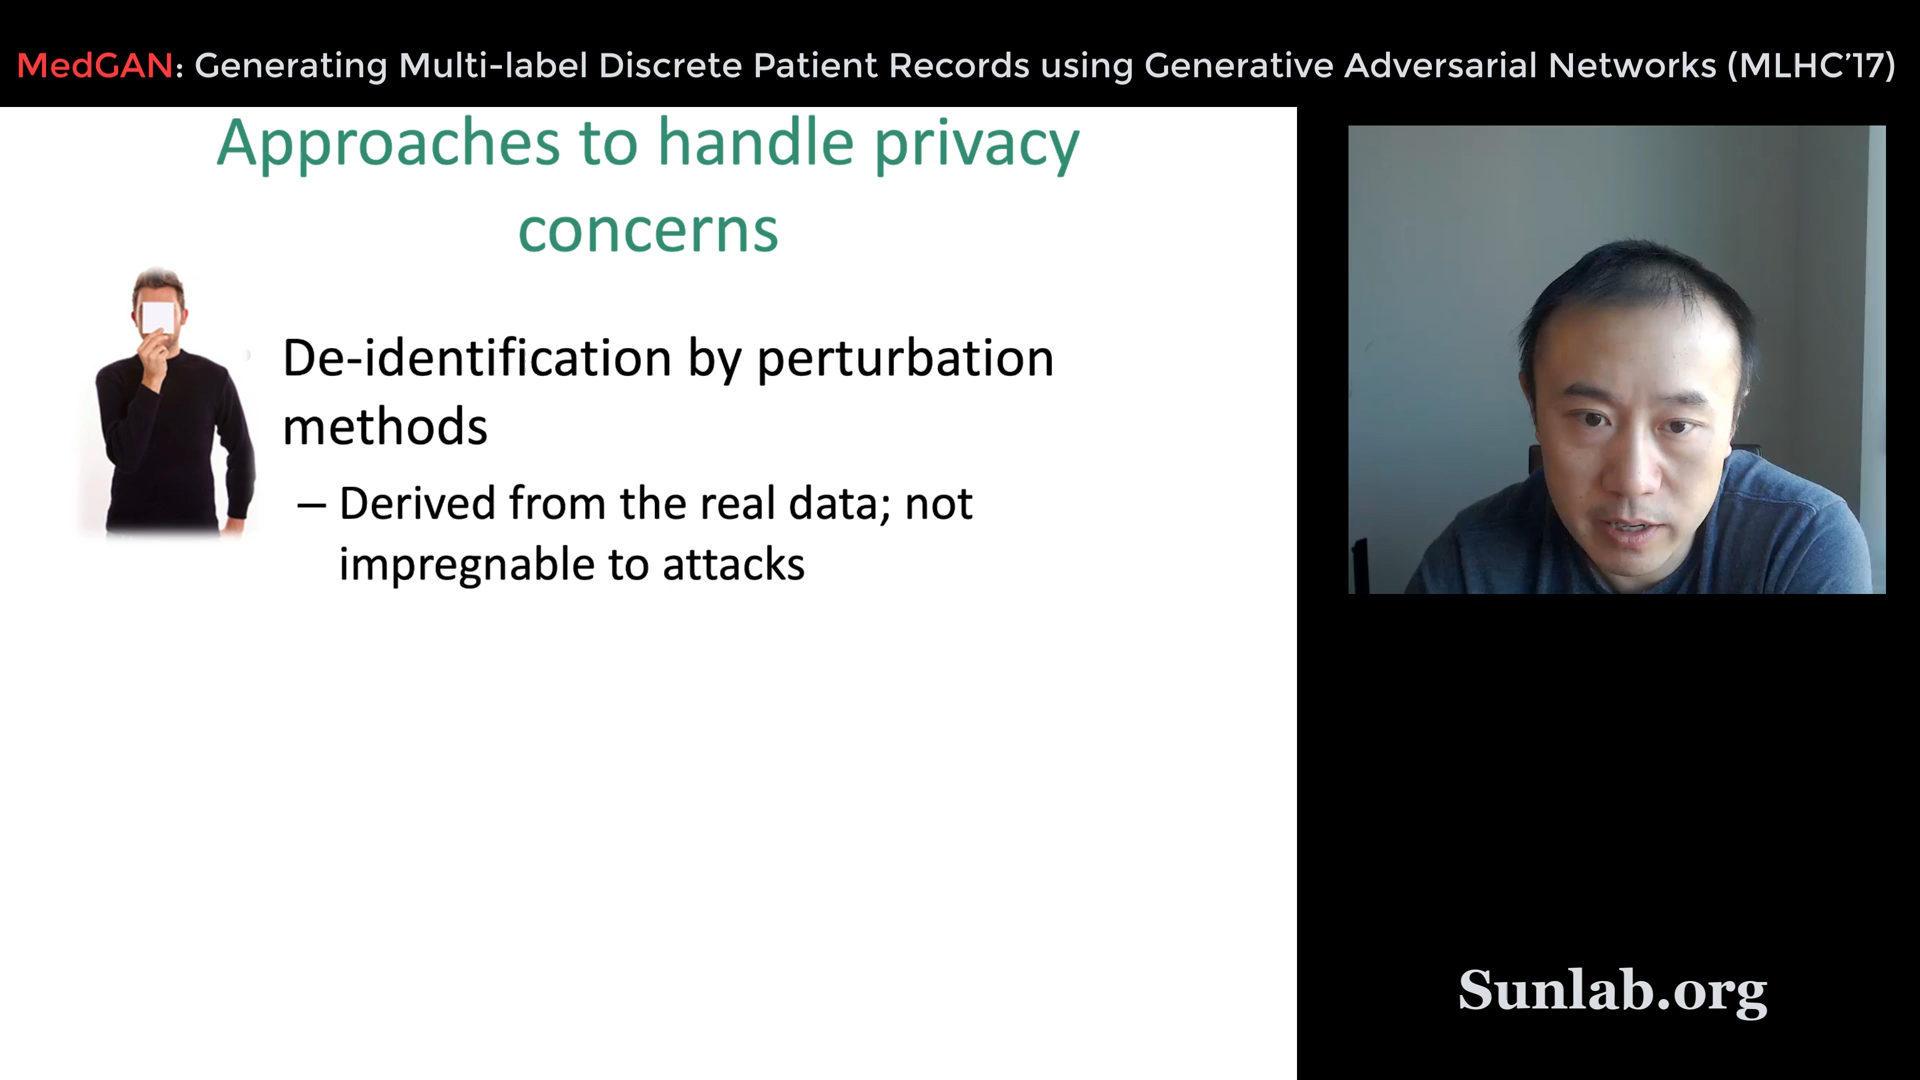 MedGAN: Generating Multi-label Discrete Patient Records using Generative Adversarial Networks (MLHC’17)
Approaches to handle privacy
concerns
De-identification by perturbation
methods
– Derived from the real data; not
impregnable to attacks
Sunlab.org